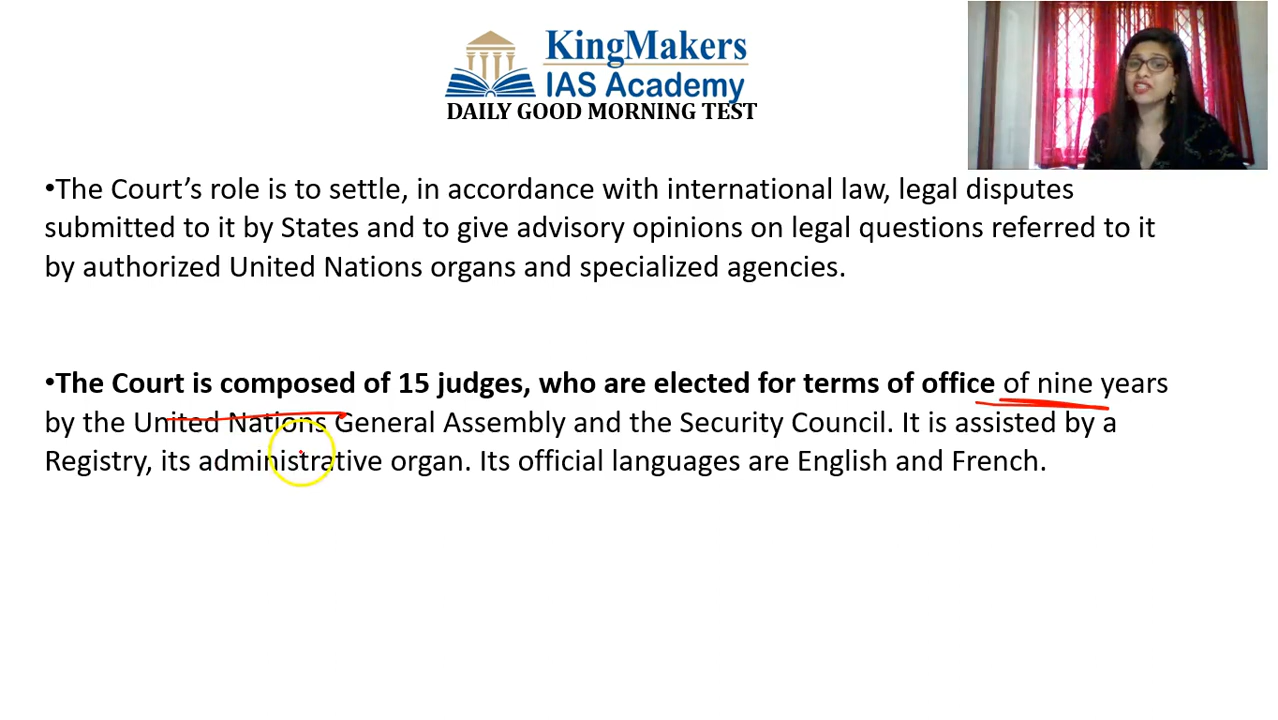 KingMakers
IAS Academy
DAILY GOOD MORNING TEST
•The Court’s role is to settle, in accordance with international law, legal disputes
submitted to it by States and to give advisory opinions on legal questions referred to it
by authorized United Nations organs and specialized agencies.
•The Court is composed of 15 judges, who are elected for terms of office of nine years
by the United Nations General Assembly and the Security Council. It is assisted by a
Registry, its administrative organ. Its official languages are English and French.